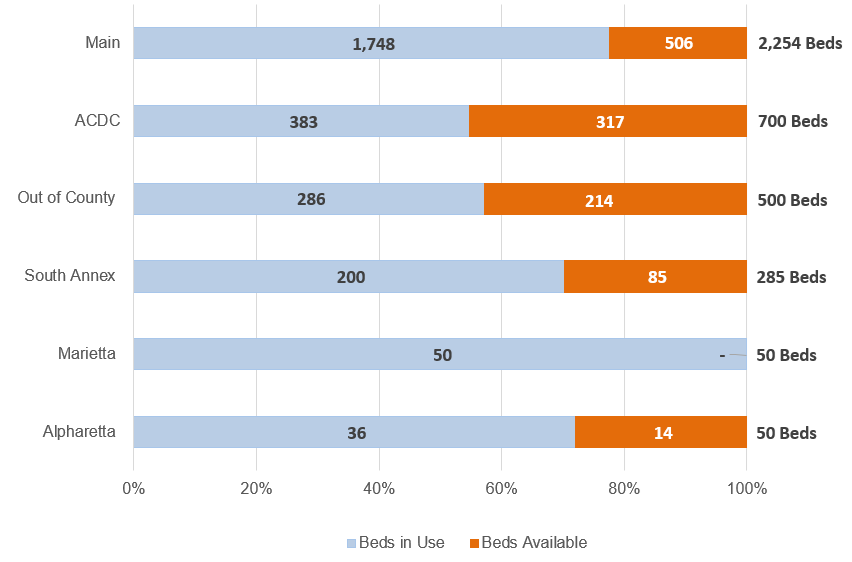 Main 1,748 506 2,254 Beds
ACDC 383 317 700 Beds
Out of County 286 214 500 Beds
South Annex 200 85 285 Beds
Marietta 50 - 50 Beds
Alpharetta 36 14 50 Beds
0% 20% 40% 60% 80% 100%
Beds in Use Beds Available